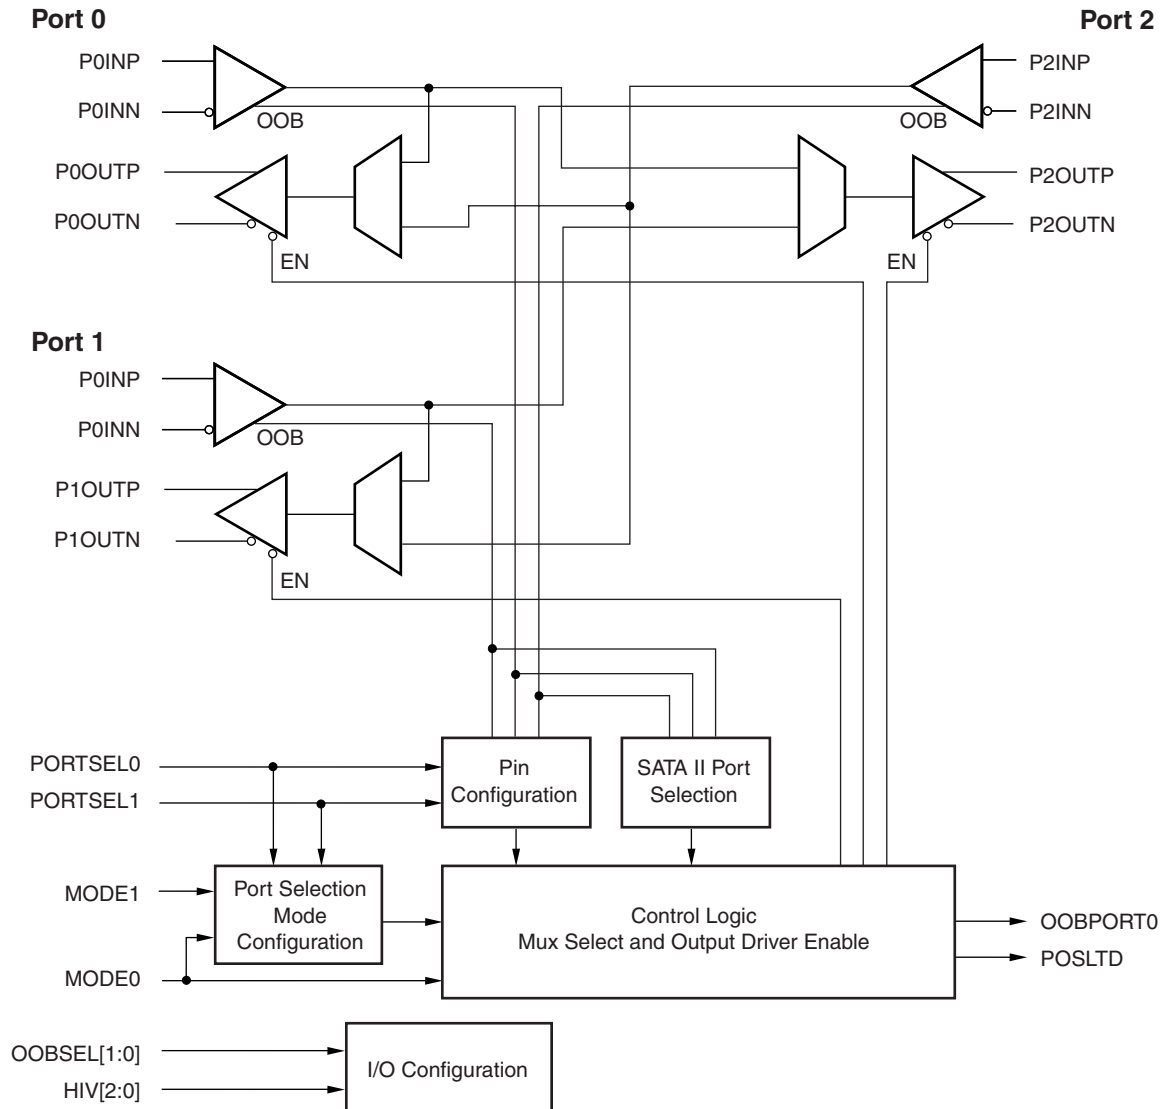 Port 0
Port 2
P0INP
P2INP
P0INN
OOB
OOB
P2INN
P0OUTP
P2OUTP
P0OUTN
P2OUTN
EN
EN
Port 1
P0INP
P0INN
OOB
P1OUTP
P1OUTN
EN
PORTSEL0
PORTSEL1
Pin
Configuration
SATA II Port
Selection
MODE1
MODE0
Port Selection
Mode
Configuration
Control Logic
Mux Select and Output Driver Enable
OOBPORT0
POSLTD
OOBSEL[1:0]
HIV[2:0]
I/O Configuration